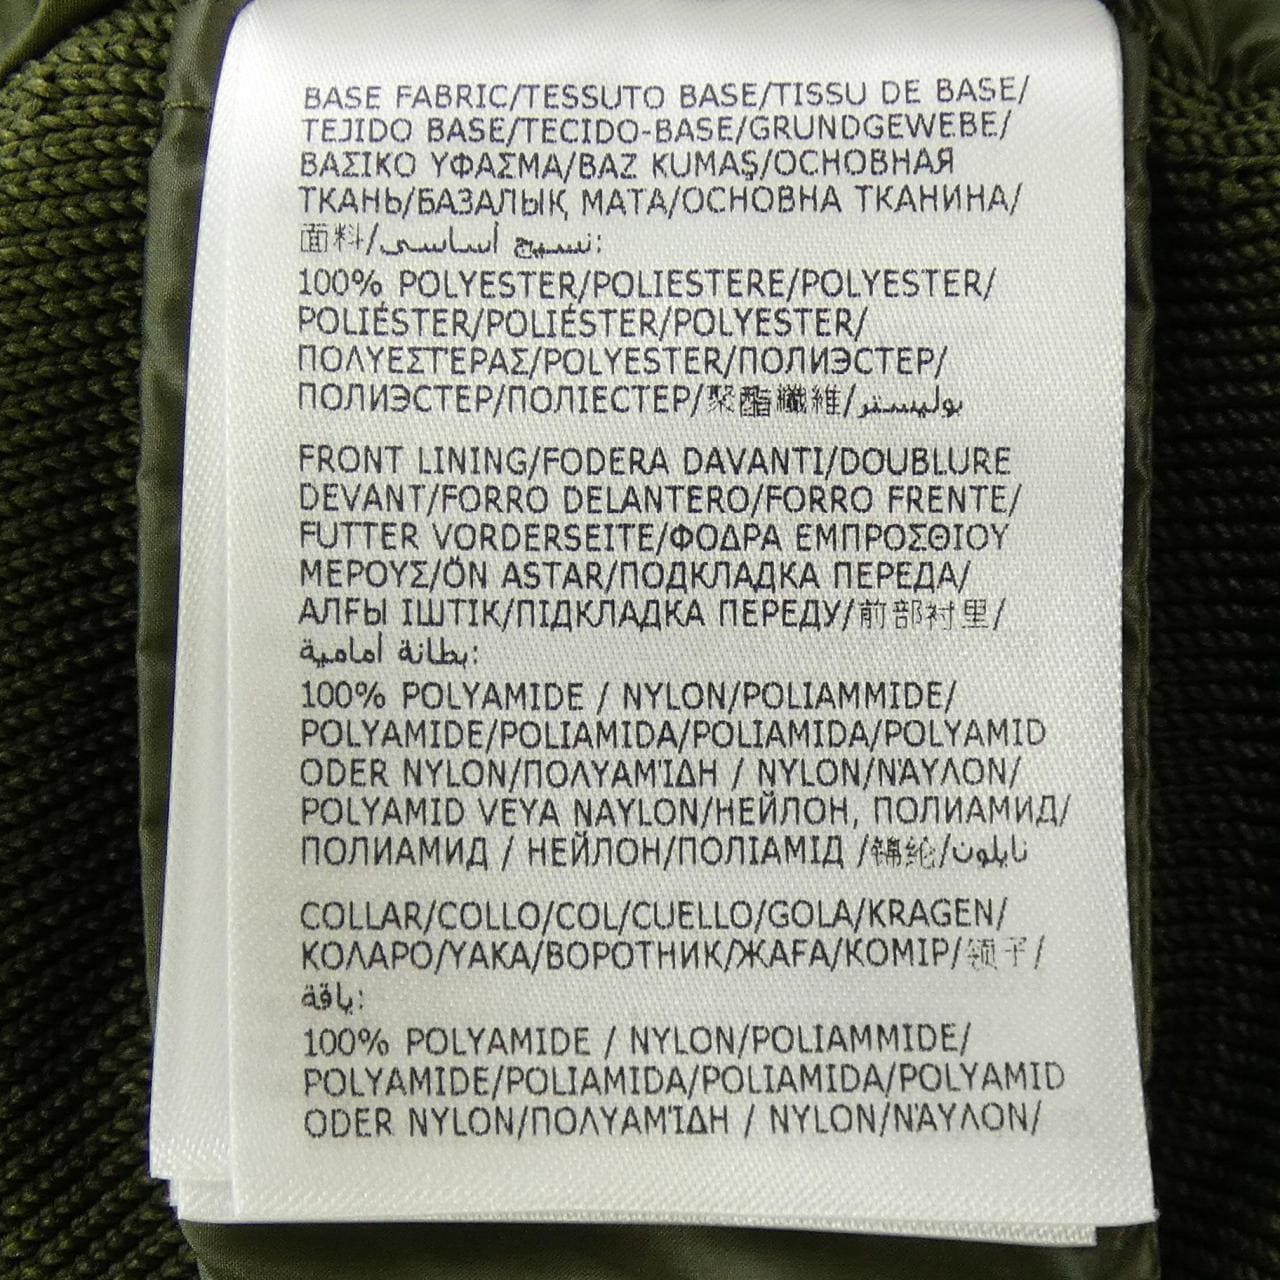 BASE FABRIC/TESSUTO BASE/TISSU DE BASE/
TEJIDO BASE/TECIDO-BASE/GRUNDGEWEBE/
ΒΑΣΙΚΟ ΥΦΑΣΜΑ/BAZ KUMAŞ/ОСНОВНАЯ
ТКАНЬ/БАЗАЛЫҚ МАТА/ОСНОВНА ТКАНИНА/
面料/نسيج أساسى:
100% POLYESTER/POLIESTERE/POLYESTER/
POLIÉSTER/POLIÉSTER/POLYESTER/
ΠΟΛΥΕΣΤΈΡΑΣ/POLYESTER/ПОЛИЭСТЕР/
ПОЛИЭСТЕР/ПОЛІЕСТЕР/聚酯纖維/بوليستر
FRONT LINING/FODERA DAVANTI/DOUBLURE
DEVANT/FORRO DELANTERO/FORRO FRENTE/
FUTTER VORDERSEITE/ΦΟΔΡΑ ΕΜΠΡΟΣΘΙΟΥ
ΜΕΡΟΥΣ/ÖN ASTAR/ПОДКЛАДКА ПЕРЕДА/
АЛҒЫ ІШТІК/ПІДКЛАДКА ПЕРЕДУ/前部衬里/
بطانة أمامية:
100% POLYAMIDE / NYLON/POLIAMMIDE/
POLYAMIDE/POLIAMIDA/POLIAMIDA/POLYAMID
ODER NYLON/ΠΟΛΥΑΜΊΔΗ / NYLON/ΝΆΥΛΟΝ/
POLYAMID VEYA NAYLON/НЕЙЛОН, ПОЛИАМИД/
ПОЛИАМИД / НЕЙЛОН/ПОЛІАМІД /锦纶/نايلون
COLLAR/COLLO/COL/CUELLO/GOLA/KRAGEN/
ΚΟΛΑΡΟ/YAKA/ВОРОТНИК/ЖАҒА/КОМІР/领子/
ياقة:
100% POLYAMIDE / NYLON/POLIAMMIDE/
POLYAMIDE/POLIAMIDA/POLIAMIDA/POLYAMID
ODER NYLON/ΠΟΛΥΑΜΊΔΗ / NYLON/ΝΆΥΛΟΝ/